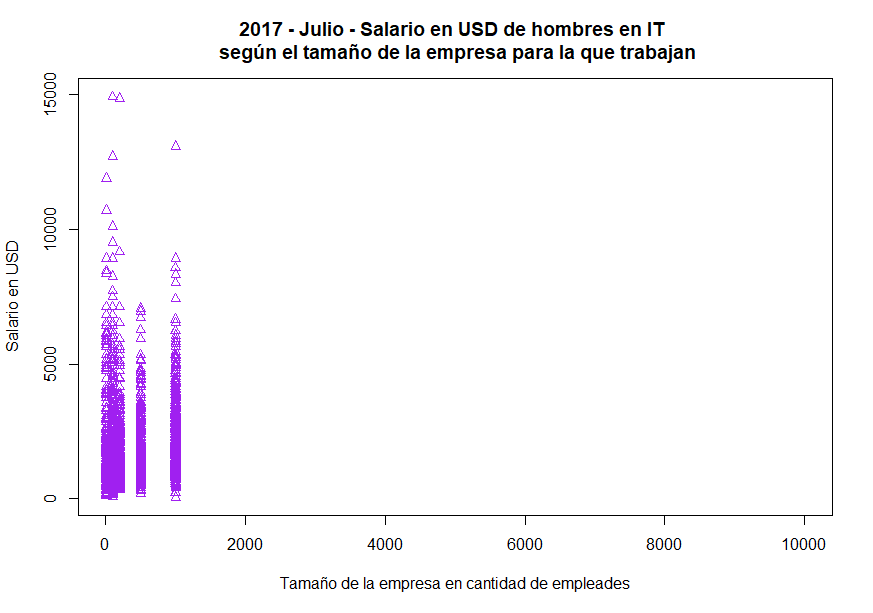 2017 - Julio - Salario en USD de hombres en IT
según el tamaño de la empresa para la que trabajan
15000
10000
5000
0
Salario en USD
0 2000 4000 6000 8000 10000
Tamaño de la empresa en cantidad de empleades